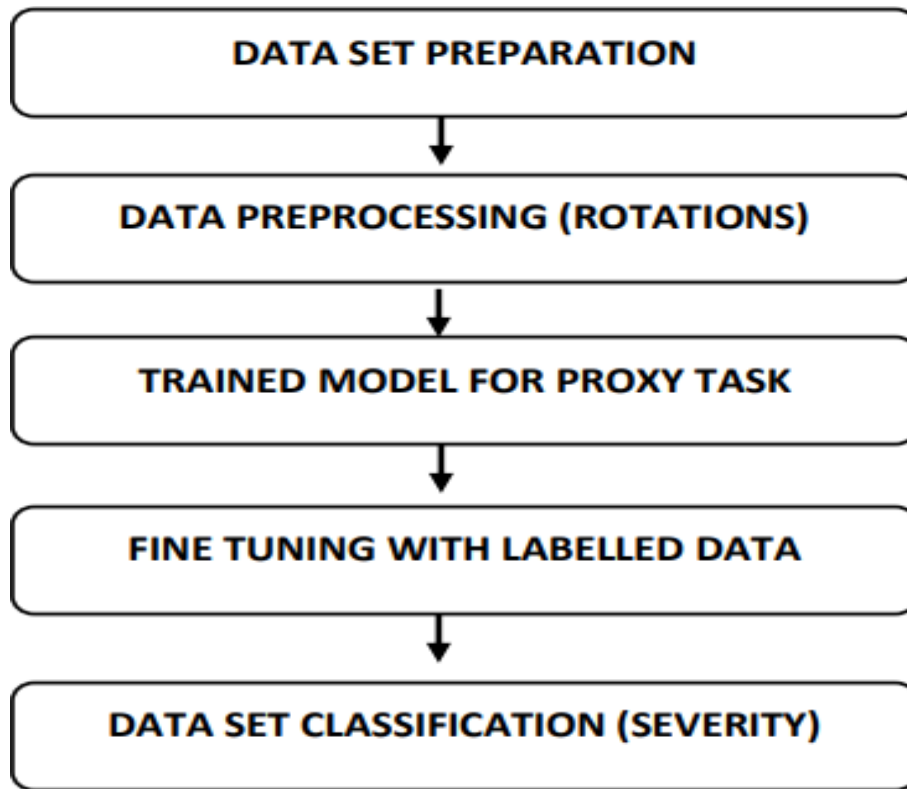 DATA SET PREPARATION
DATA PREPROCESSING (ROTATIONS)
TRAINED MODEL FOR PROXY TASK
FINE TUNING WITH LABELLED DATA
DATA SET CLASSIFICATION (SEVERITY)